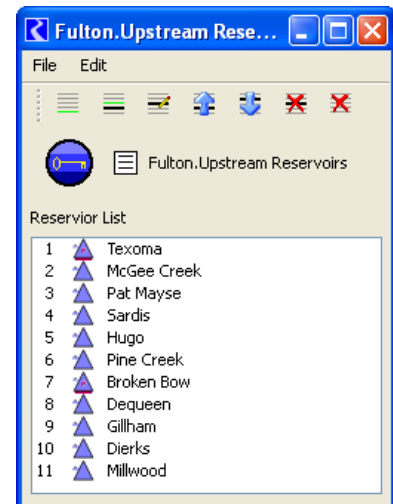 Fulton.Upstream Rese...
File Edit
Fulton.Upstream Reservoirs
Reservior List
1 Texoma
2 McGee Creek
3 Pat Mayse
4 Sardis
5 Hugo
6 Pine Creek
7 Broken Bow
8 Dequeen
9 Gillham
10 Dierks
11 Millwood